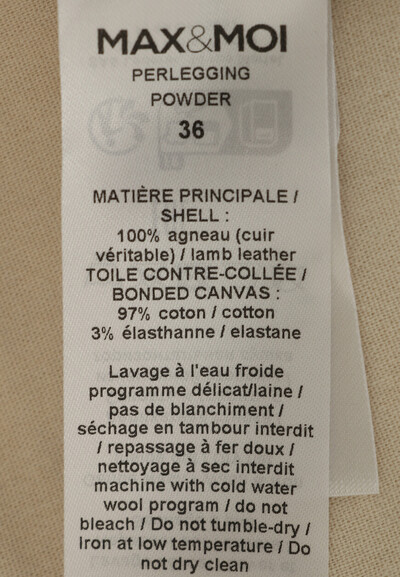 MAX&MOI
PERLEGGING
POWDER
36
MATIÈRE PRINCIPALE /
SHELL :
100% agneau (cuir
véritable) / lamb leather
TOILE CONTRE-COLLÉE /
BONDED CANVAS :
97% coton / cotton
3% élasthanne / elastane
Lavage à l'eau froide
programme délicat/laine /
pas de blanchiment /
séchage en tambour interdit
/ repassage à fer doux /
nettoyage à sec interdit
machine with cold water
wool program / do not
bleach / Do not tumble-dry /
Iron at low temperature / Do
not dry clean